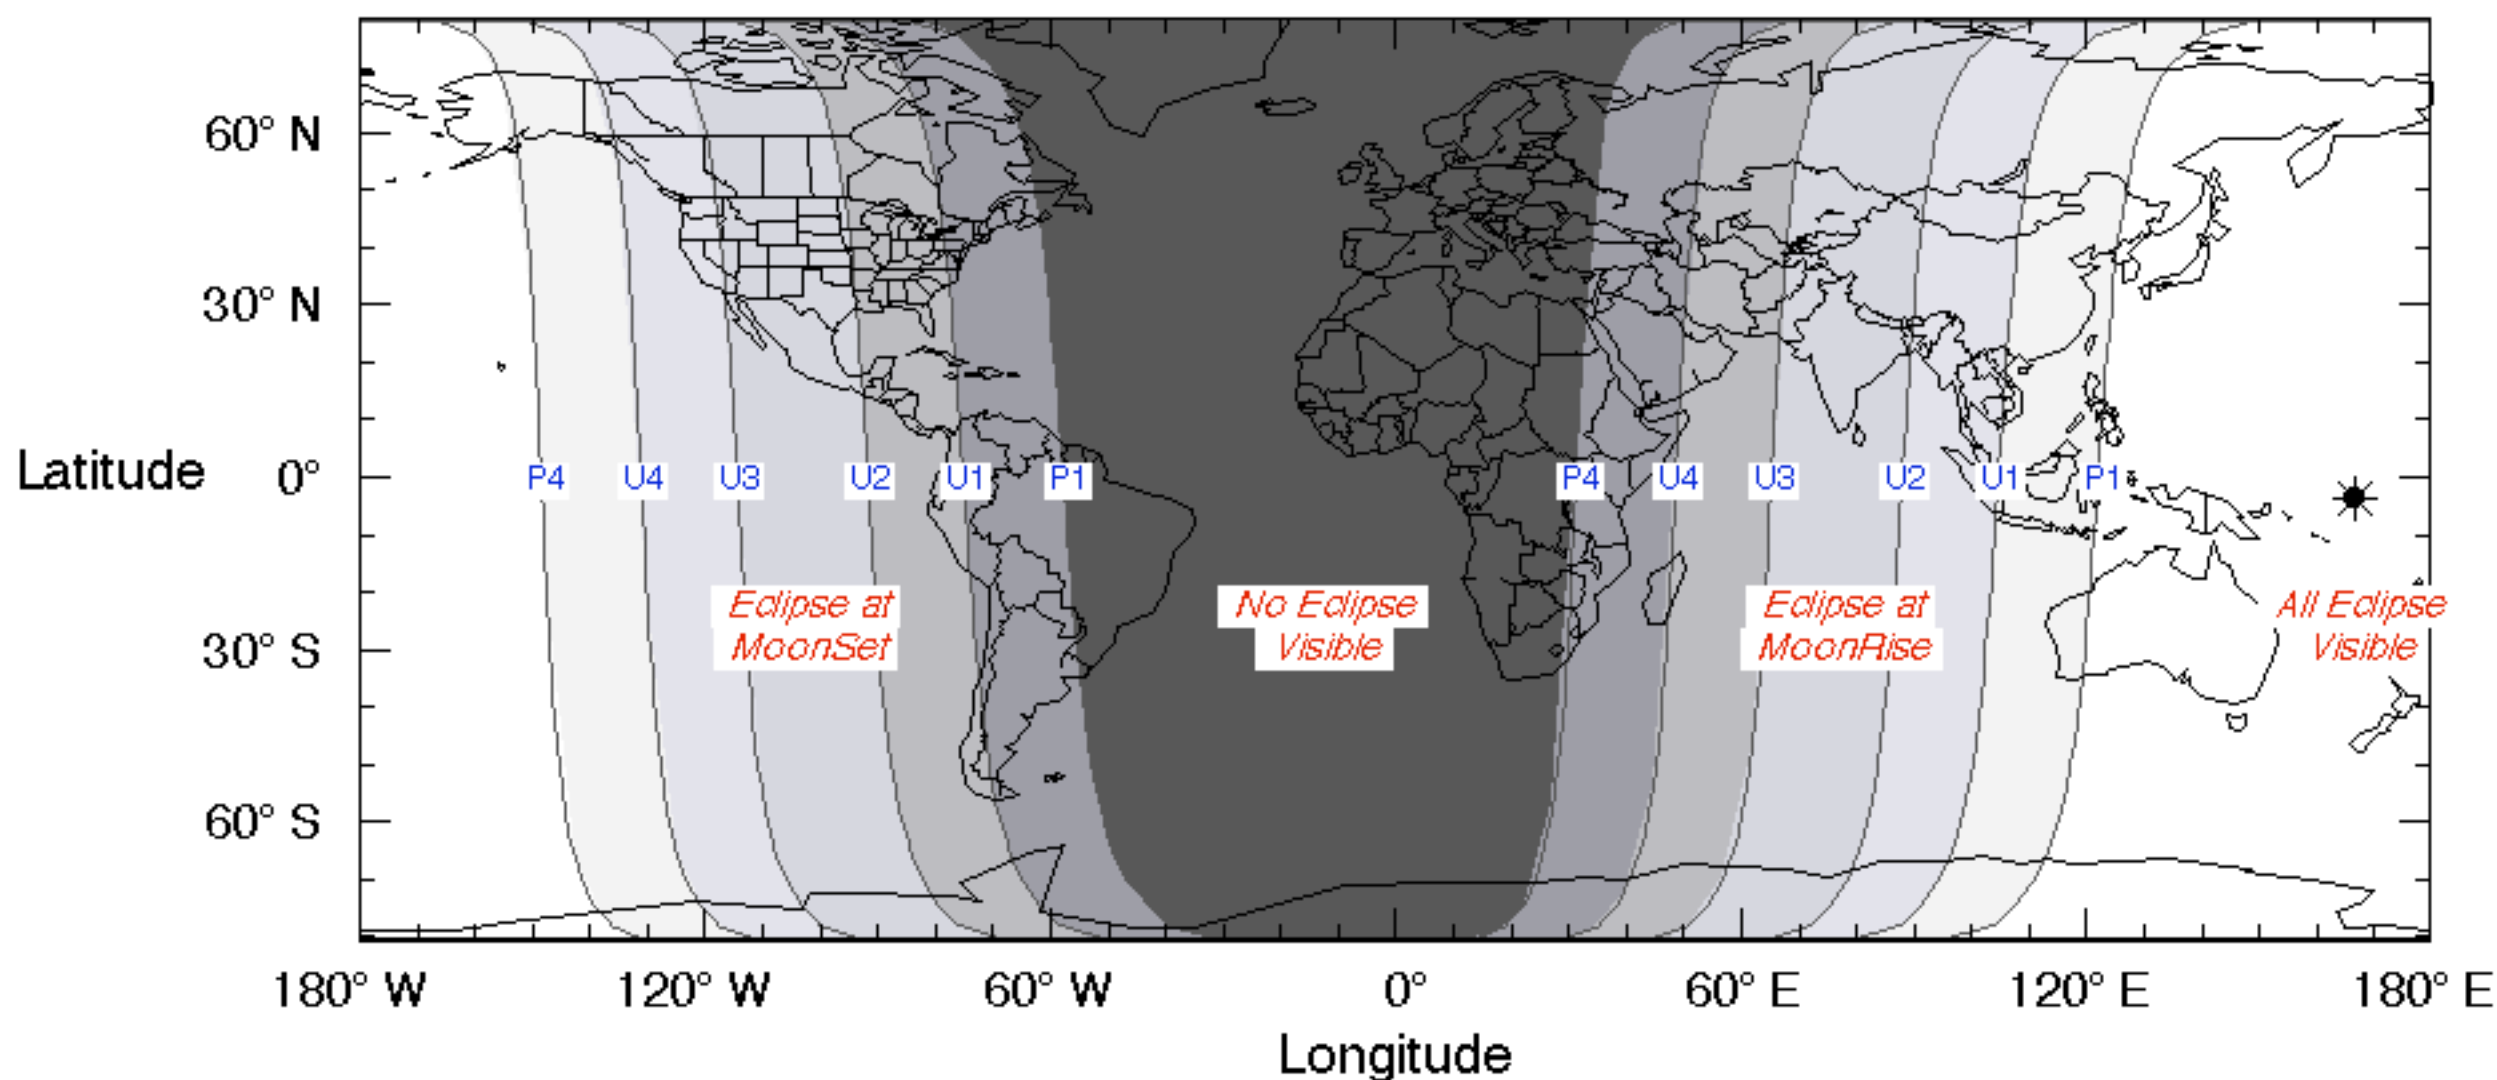 60° N
30° N
Latitude 0°
P4 U4 U3 U2 U1 P1 P4 U4 U3 U2 U1 P1
Eclipse at
MoonSet
No Eclipse
Visible
Eclipse at
MoonRise
All Eclipse
Visible
30° S
60° S
180° W 120° W 60° W 0° 60° E 120° E 180° E
Longitude